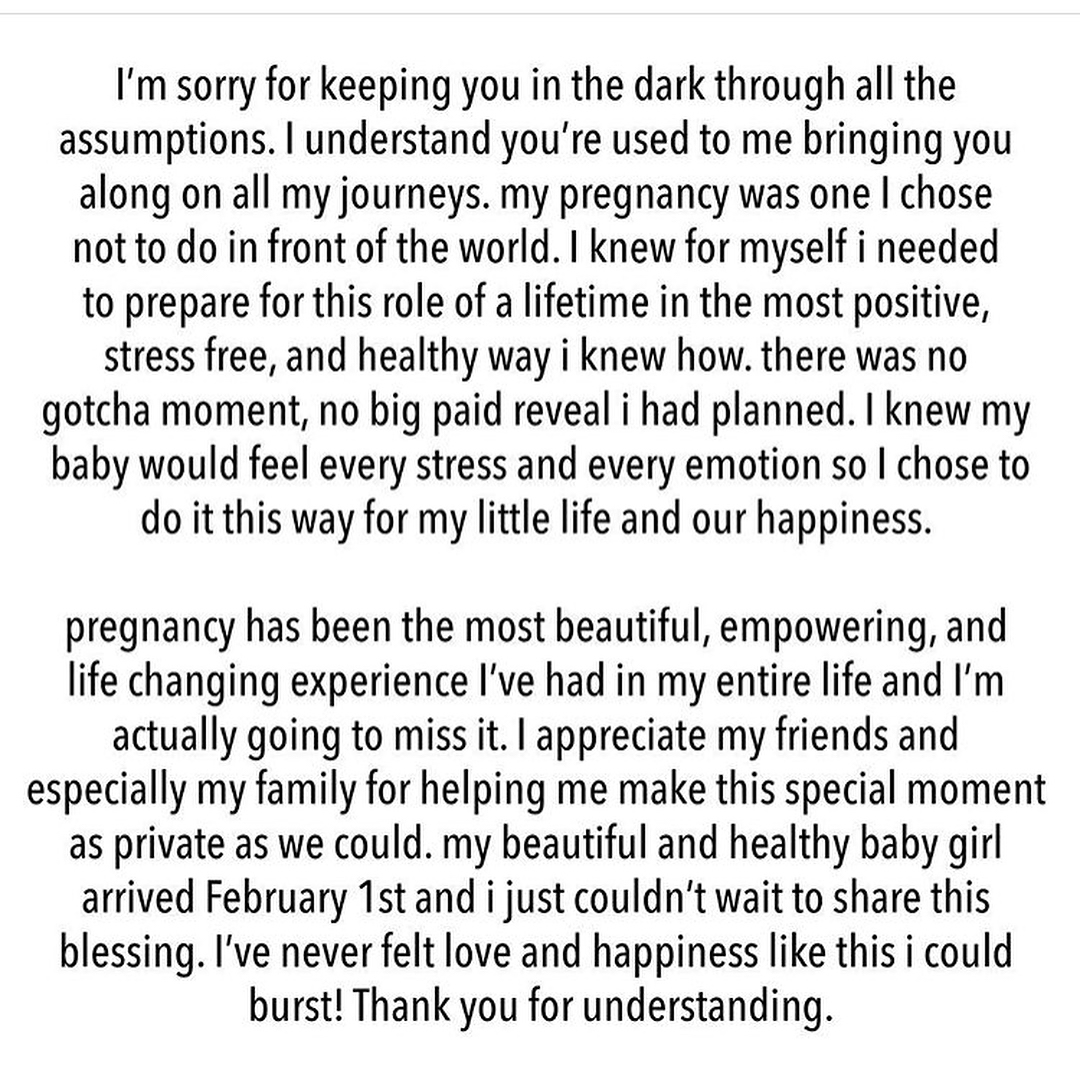 I’m sorry for keeping you in the dark through all the
assumptions. I understand you’re used to me bringing you
along on all my journeys. my pregnancy was one I chose
not to do in front of the world. I knew for myself i needed
to prepare for this role of a lifetime in the most positive,
stress free, and healthy way i knew how. there was no
gotcha moment, no big paid reveal i had planned. I knew my
baby would feel every stress and every emotion so I chose to
do it this way for my little life and our happiness.
pregnancy has been the most beautiful, empowering, and
life changing experience I’ve had in my entire life and I’m
actually going to miss it. I appreciate my friends and
especially my family for helping me make this special moment
as private as we could. my beautiful and healthy baby girl
arrived February 1st and i just couldn’t wait to share this
blessing. I’ve never felt love and happiness like this i could
burst! Thank you for understanding.